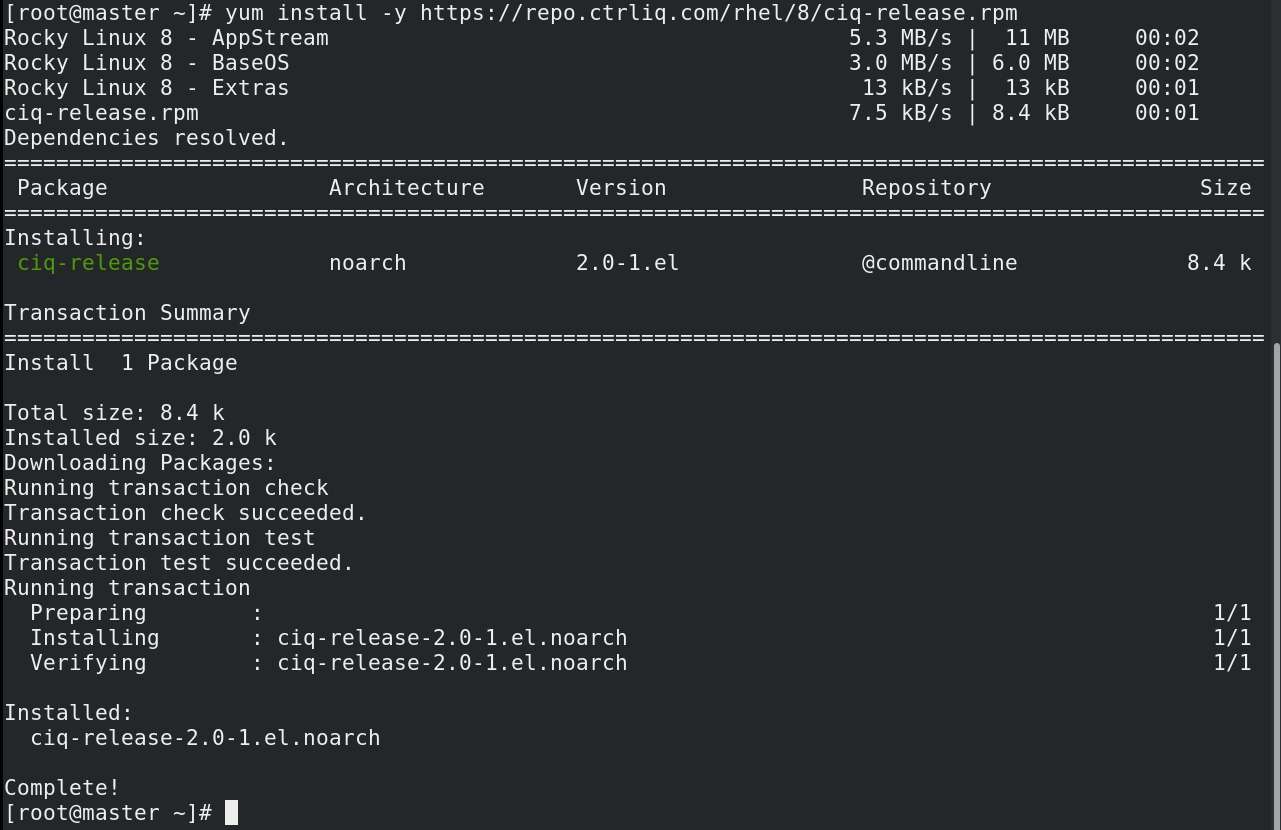 [root@master ~]# yum install -y https://repo.ctrliq.com/rhel/8/ciq-release.rpm
Rocky Linux 8 - AppStream                                        5.3 MB/s |  11 MB     00:02
Rocky Linux 8 - BaseOS                                           3.0 MB/s | 6.0 MB     00:02
Rocky Linux 8 - Extras                                            13 kB/s |  13 kB     00:01
ciq-release.rpm                                                  7.5 kB/s | 8.4 kB     00:01
Dependencies resolved.
=================================================================================================
 Package                 Architecture       Version               Repository                Size
=================================================================================================
Installing:
 ciq-release             noarch             2.0-1.el              @commandline             8.4 k

Transaction Summary
=================================================================================================
Install  1 Package

Total size: 8.4 k
Installed size: 2.0 k
Downloading Packages:
Running transaction check
Transaction check succeeded.
Running transaction test
Transaction test succeeded.
Running transaction
  Preparing        :                                                                         1/1
  Installing       : ciq-release-2.0-1.el.noarch                                             1/1
  Verifying        : ciq-release-2.0-1.el.noarch                                             1/1

Installed:
  ciq-release-2.0-1.el.noarch

Complete!
[root@master ~]#